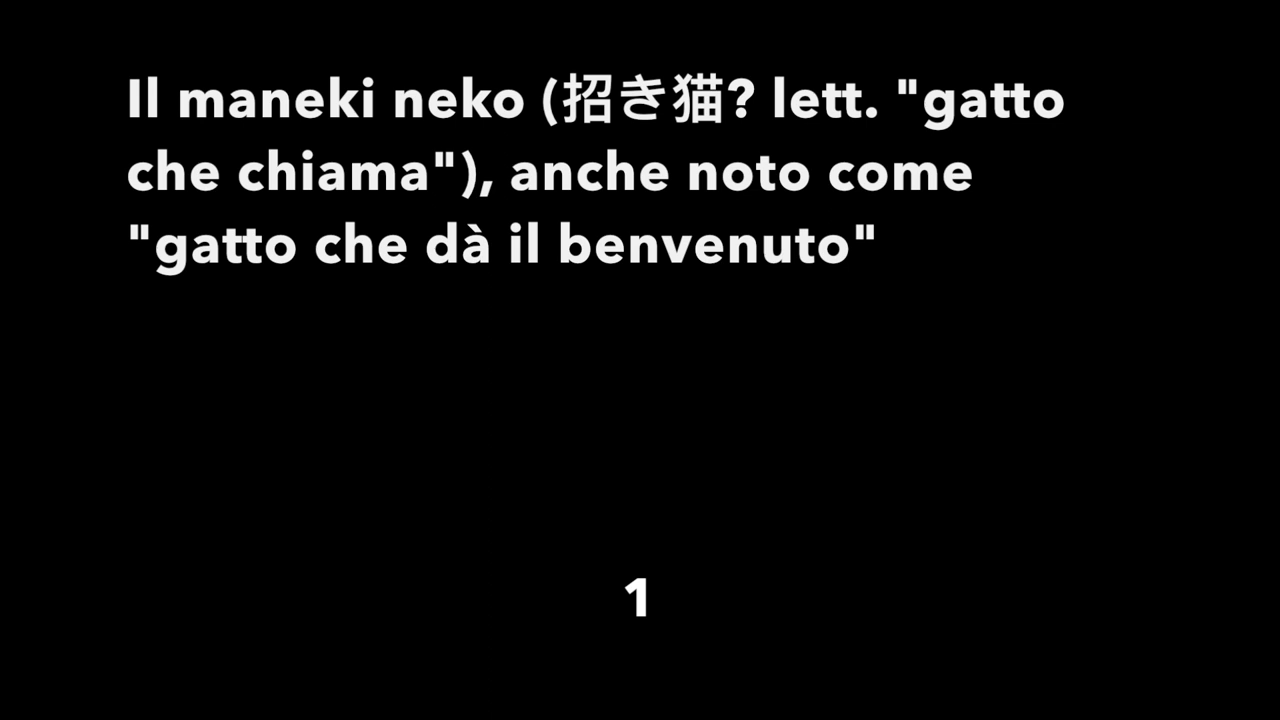 Il maneki neko (招き猫? lett. "gatto
che chiama"), anche noto come
"gatto che dà il benvenuto"
1